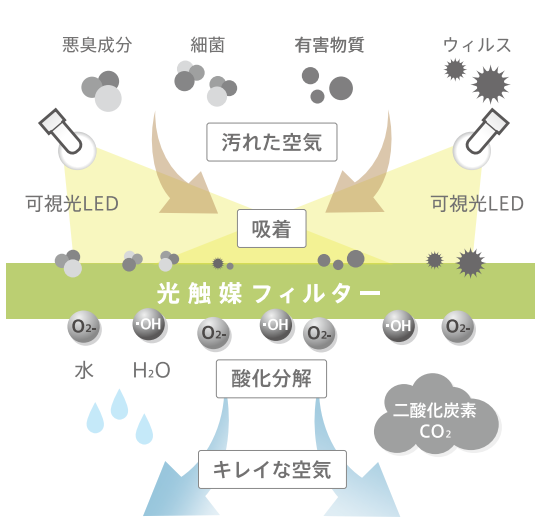 悪臭成分 細菌 有害物質 ウィルス
汚れた空気
可視光LED 可視光LED
吸着
光触媒フィルター
O2- ·OH O2- ·OH O2- ·OH O2-
水 H2O
酸化分解
二酸化炭素
CO2
キレイな空気